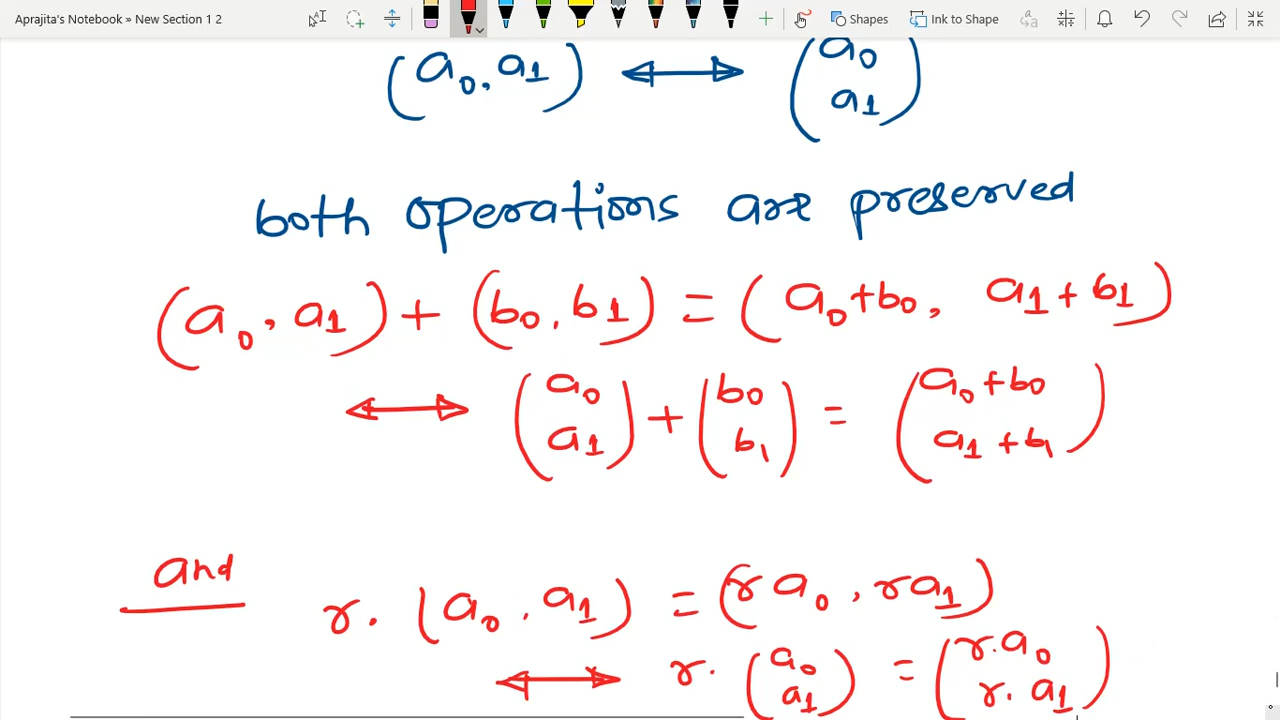 Aprajita's Notebook » New Section 1 2
Shapes
Ink to Shape
(a₀, a₁) ↔ (a₀
a₁)
both operations are preserved
(a₀, a₁) + (b₀, b₁) = (a₀+b₀, a₁+b₁)
↔ (a₀
a₁) + (b₀
b₁) = (a₀+b₀
a₁+b₁)
and
r. (a₀, a₁) = (ra₀, ra₁)
↔ r. (a₀
a₁) = (r.a₀
r. a₁)